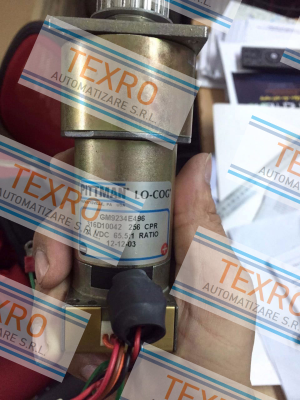 TEXRO
AUTOMATIZARE S.R.L.
TEXRO
AUTOMATIZARE S.R.L.
TEXRO
AUTOMATIZARE S.R.L.
TEXRO
AUTOMATIZARE S.R.L.
TEXRO
PITTMAN LO-COG
GM9234E496
256 CPR
VDC 65.5:1 RATIO
12-12-03